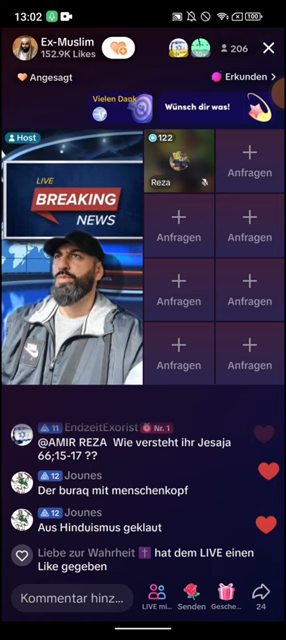 13:02
100
Ex-Muslim
152.9K Likes
206
Angesagt
Erkunden
Vielen Dank
Wünsch dir was!
Host
122
LIVE
BREAKING
NEWS
Reza
Anfragen
Anfragen
Anfragen
Anfragen
Anfragen
Anfragen
Anfragen
11 EndzeitExorist Nr. 1
@AMIR REZA Wie versteht ihr Jesaja
66;15-17 ??
12 Jounes
Der buraq mit menschenkopf
12 Jounes
Aus Hinduismus geklaut
Liebe zur Wahrheit hat dem LIVE einen
Like gegeben
Kommentar hinz...
LIVE mi...
Senden
Gesche...
24